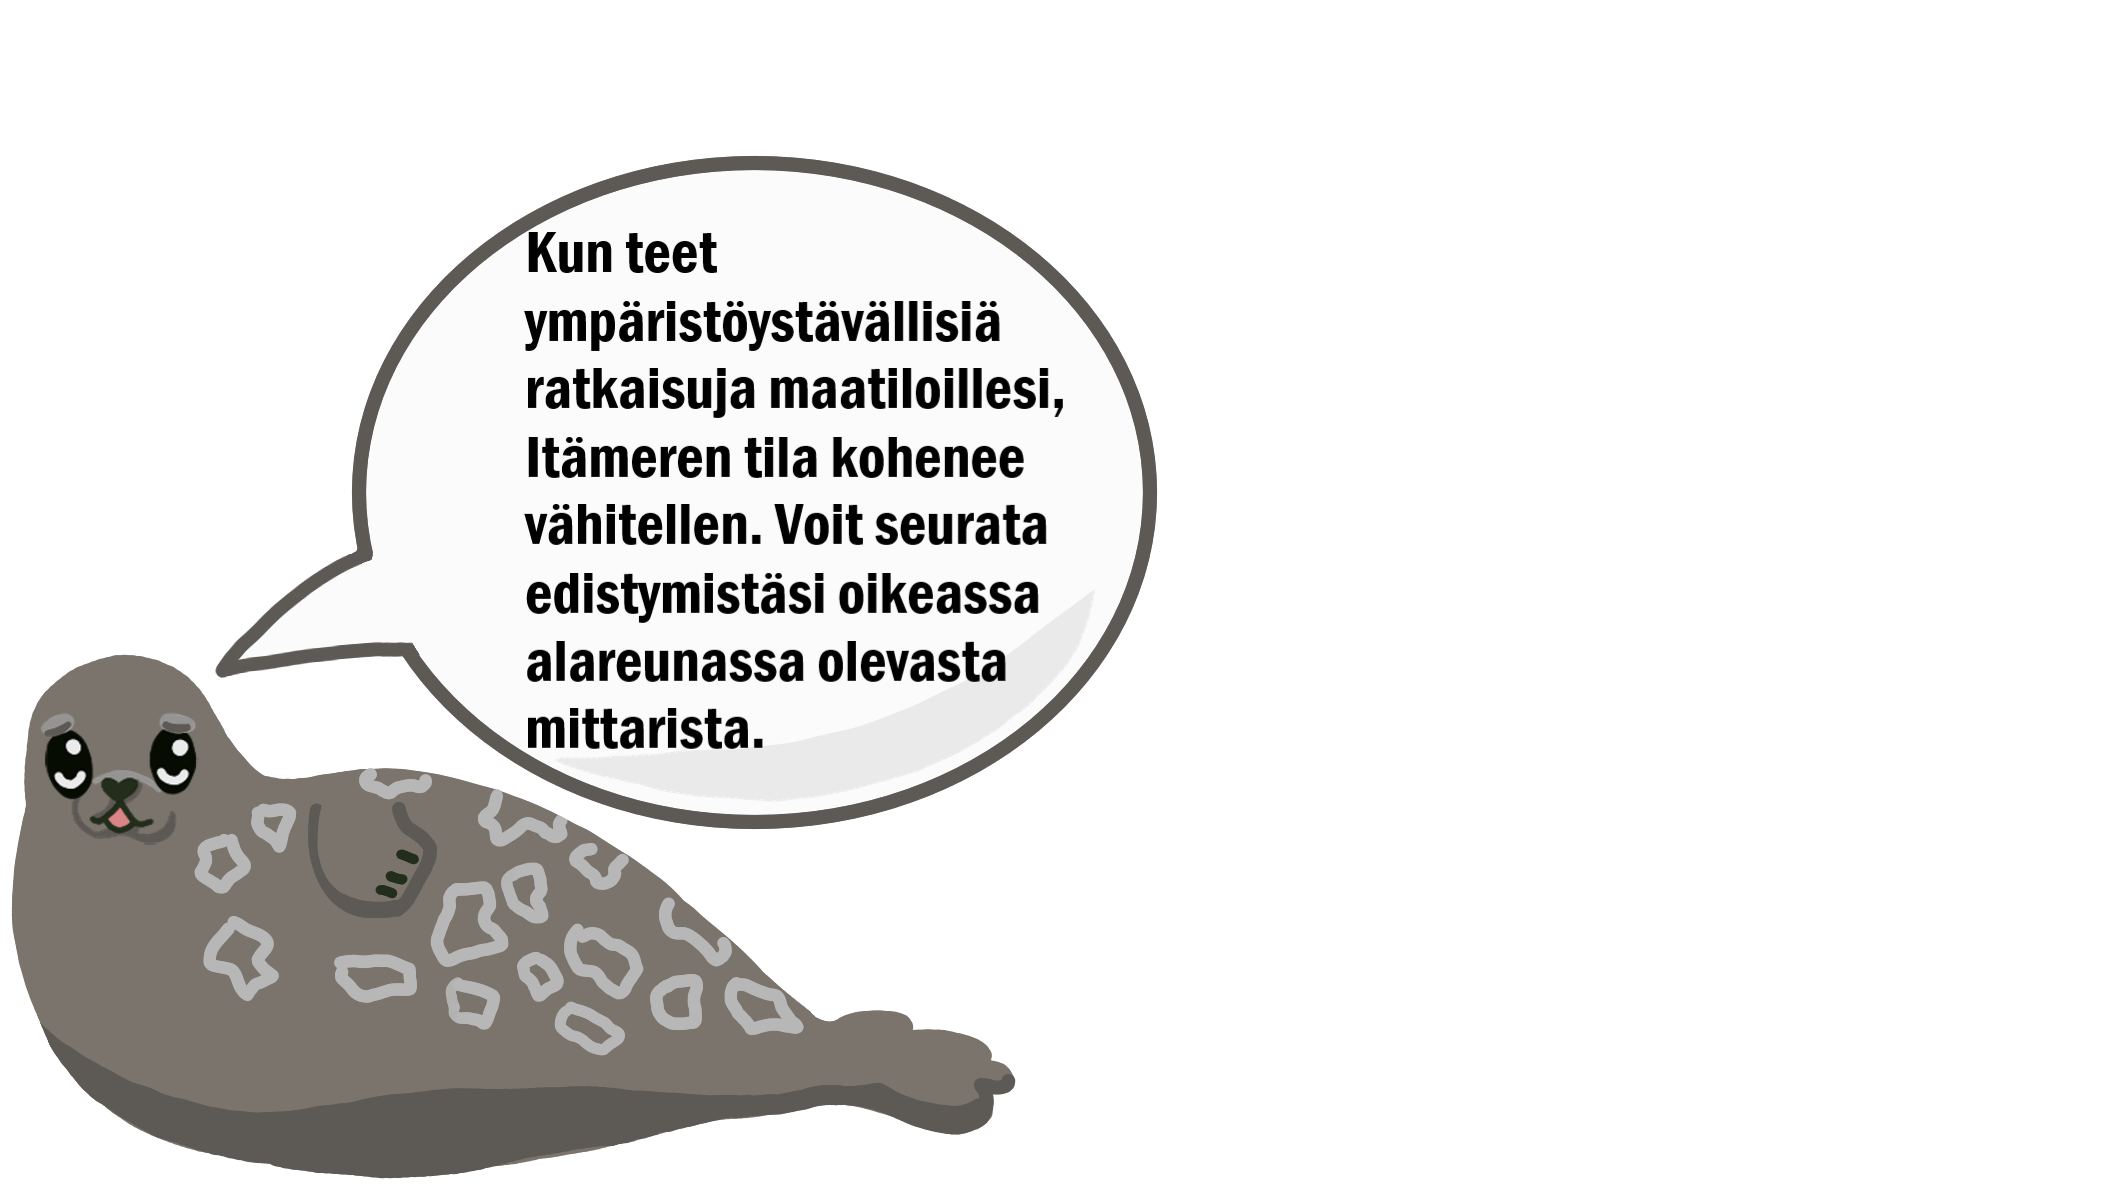 Kun teet
ympäristöystävällisiä
ratkaisuja maatiloillesi,
Itämeren tila kohenee
vähitellen. Voit seurata
edistymistäsi oikeassa
alareunassa olevasta
mittarista.